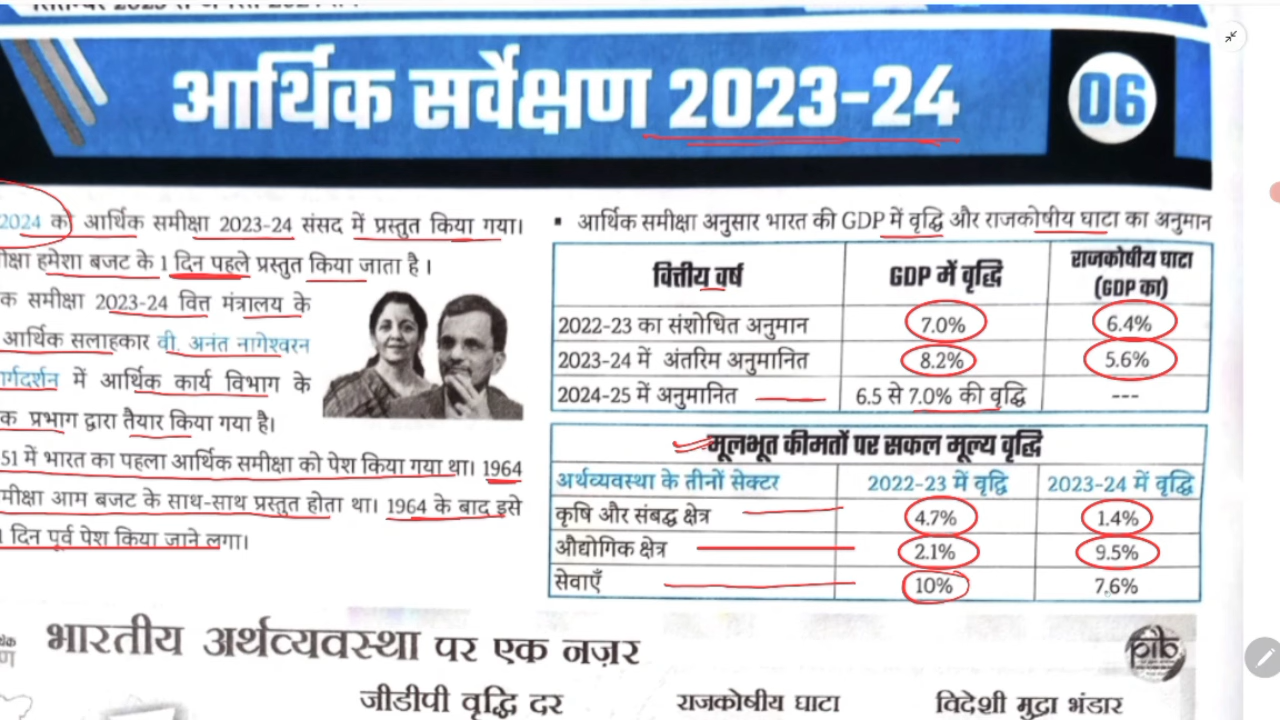 आर्थिक सर्वेक्षण 2023-24
06
2024 को आर्थिक समीक्षा 2023-24 संसद में प्रस्तुत किया गया।
हमेशा बजट के 1 दिन पहले प्रस्तुत किया जाता है।
समीक्षा 2023-24 वित्त मंत्रालय के
आर्थिक सलाहकार वी. अनंत नागेश्वरन
में आर्थिक कार्य विभाग के
प्रभाग द्वारा तैयार किया गया है।
51 में भारत का पहला आर्थिक समीक्षा को पेश किया गया था। 1964
आम बजट के साथ-साथ प्रस्तुत होता था। 1964 के बाद इसे
दिन पूर्व पेश किया जाने लगा।
▪ आर्थिक समीक्षा अनुसार भारत की GDP में वृद्धि और राजकोषीय घाटा का अनुमान
वित्तीय वर्ष GDP में वृद्धि राजकोषीय घाटा
(GDP का)
2022-23 का संशोधित अनुमान 7.0% 6.4%
2023-24 में अंतरिम अनुमानित 8.2% 5.6%
2024-25 में अनुमानित 6.5 से 7.0% की वृद्धि ---
मूलभूत कीमतों पर सकल मूल्य वृद्धि
अर्थव्यवस्था के तीनों सेक्टर 2022-23 में वृद्वि 2023-24 में वृद्धि
कृषि और संबद्ध क्षेत्र 4.7% 1.4%
औद्योगिक क्षेत्र 2.1% 9.5%
सेवाएँ 10% 7.6%
भारतीय अर्थव्यवस्था पर एक नज़र
pib
जीडीपी वृद्धि दर राजकोषीय घाटा विदेशी मुद्रा भंडार